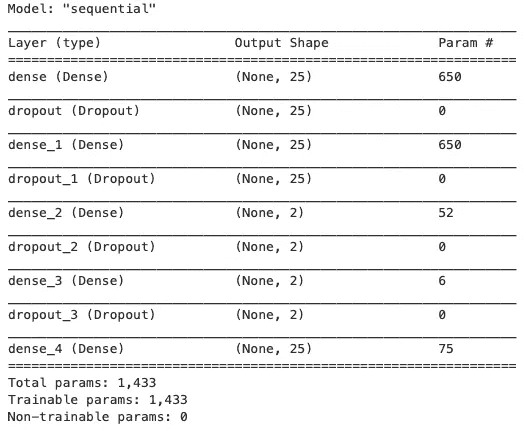 Model: "sequential"
Layer (type) Output Shape Param #
dense (Dense) (None, 25) 650
dropout (Dropout) (None, 25) 0
dense_1 (Dense) (None, 25) 650
dropout_1 (Dropout) (None, 25) 0
dense_2 (Dense) (None, 2) 52
dropout_2 (Dropout) (None, 2) 0
dense_3 (Dense) (None, 2) 6
dropout_3 (Dropout) (None, 2) 0
dense_4 (Dense) (None, 25) 75
Total params: 1,433
Trainable params: 1,433
Non-trainable params: 0